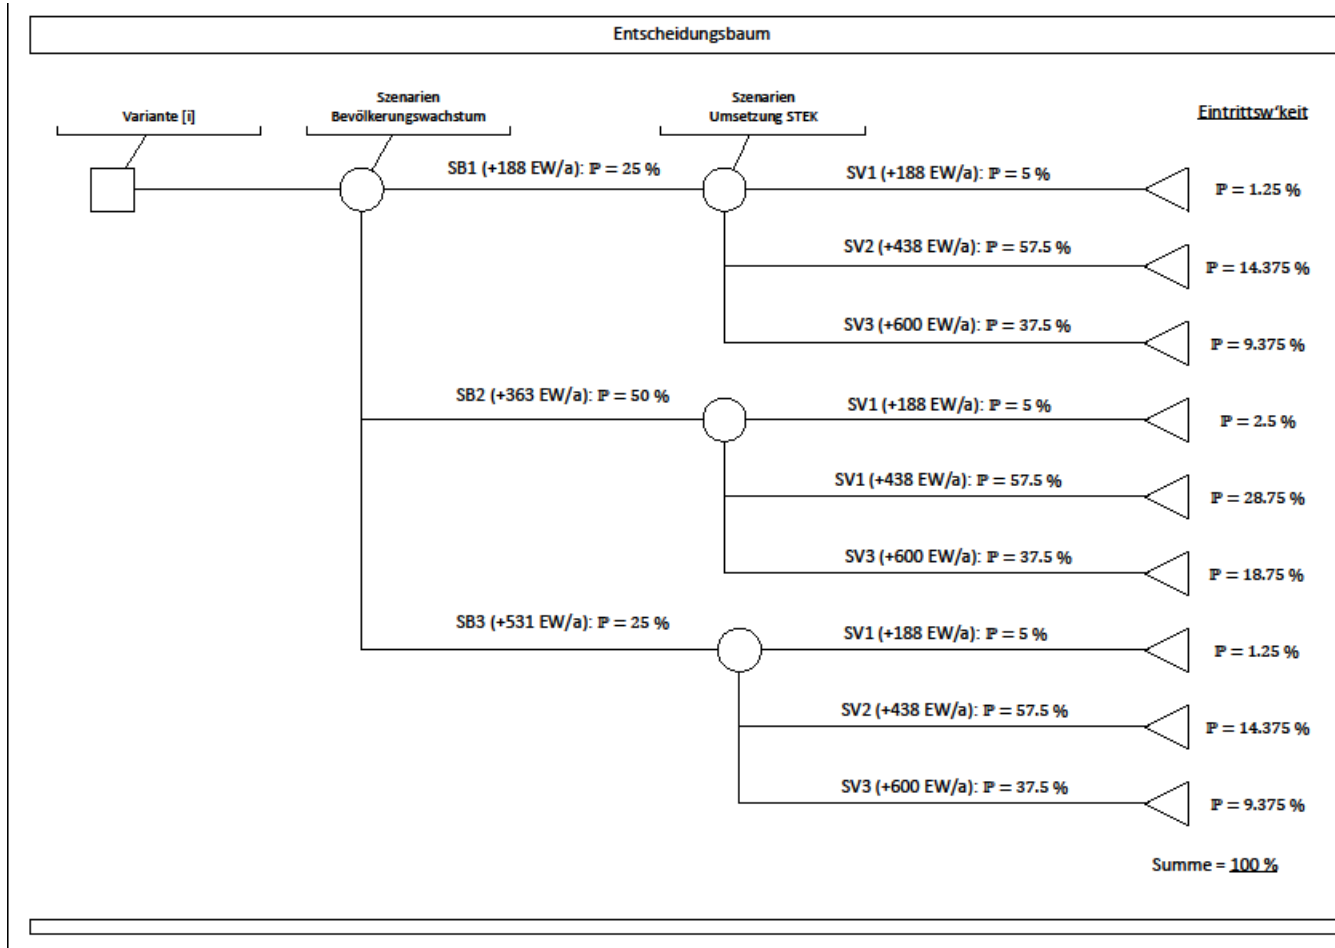 Entscheidungsbaum
Variante [i]
Szenarien
Bevölkerungswachstum
Szenarien
Umsetzung STEK
Eintrittsw'keit
SB1 (+188 EW/a): ℙ = 25 %
SV1 (+188 EW/a): ℙ = 5 %
ℙ = 1.25 %
SV2 (+438 EW/a): ℙ = 57.5 %
ℙ = 14.375 %
SV3 (+600 EW/a): ℙ = 37.5 %
ℙ = 9.375 %
SB2 (+363 EW/a): ℙ = 50 %
SV1 (+188 EW/a): ℙ = 5 %
ℙ = 2.5 %
SV1 (+438 EW/a): ℙ = 57.5 %
ℙ = 28.75 %
SV3 (+600 EW/a): ℙ = 37.5 %
ℙ = 18.75 %
SB3 (+531 EW/a): ℙ = 25 %
SV1 (+188 EW/a): ℙ = 5 %
ℙ = 1.25 %
SV2 (+438 EW/a): ℙ = 57.5 %
ℙ = 14.375 %
SV3 (+600 EW/a): ℙ = 37.5 %
ℙ = 9.375 %
Summe = 100 %